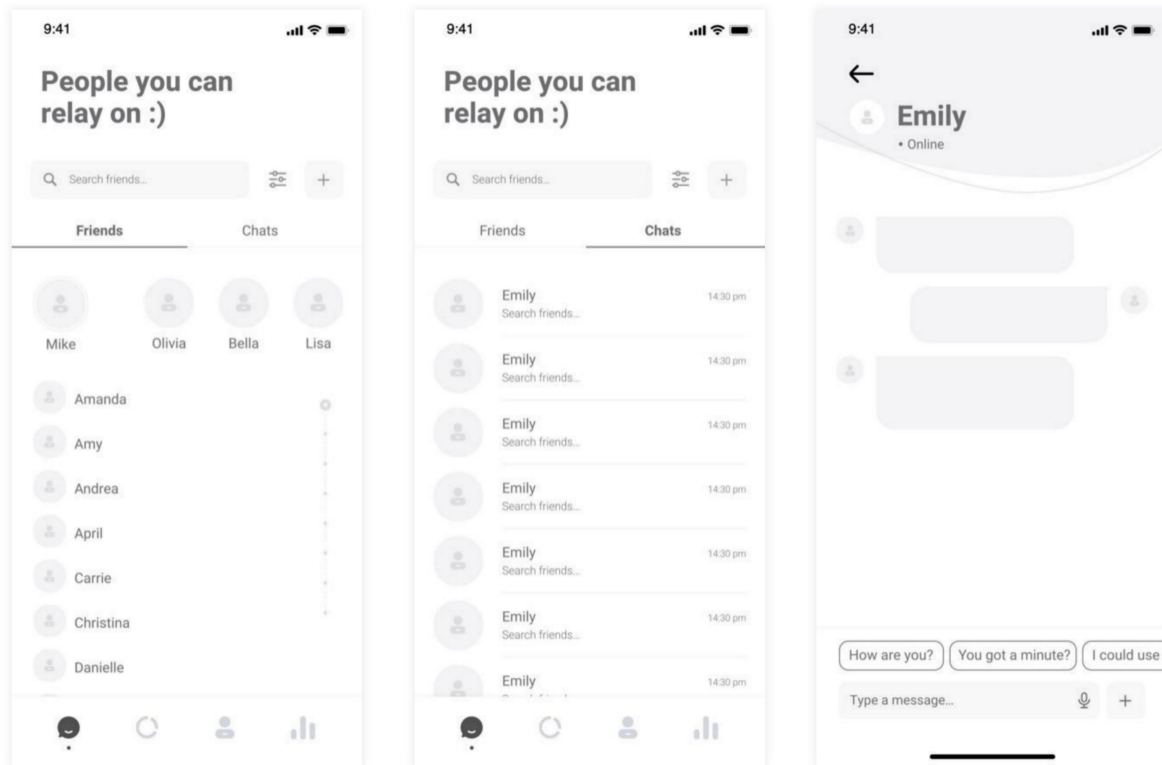 9:41
People you can
relay on :)
Search friends...
Friends Chats
Mike Olivia Bella Lisa
Amanda
Amy
Andrea
April
Carrie
Christina
Danielle
9:41
People you can
relay on :)
Search friends...
Friends Chats
Emily 14:30 pm
Search friends...
Emily 14:30 pm
Search friends...
Emily 14:30 pm
Search friends...
Emily 14:30 pm
Search friends...
Emily 14:30 pm
Search friends...
Emily 14:30 pm
Search friends...
Emily 14:30 pm
9:41
Emily
• Online
How are you? You got a minute? I could use
Type a message...